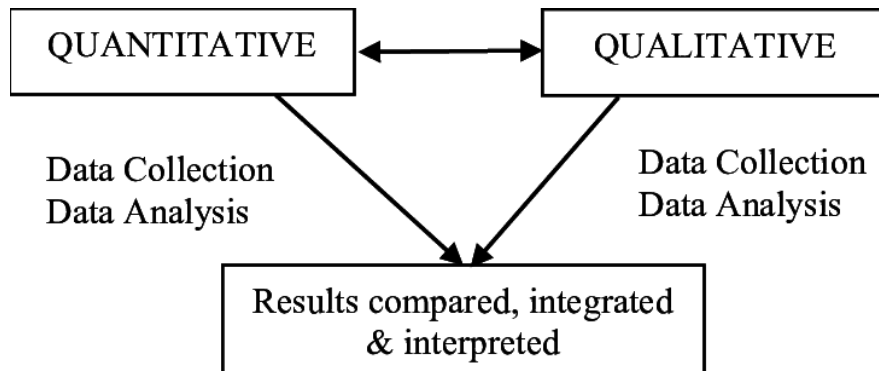 QUANTITATIVE
QUALITATIVE
Data Collection
Data Analysis
Data Collection
Data Analysis
Results compared, integrated
& interpreted